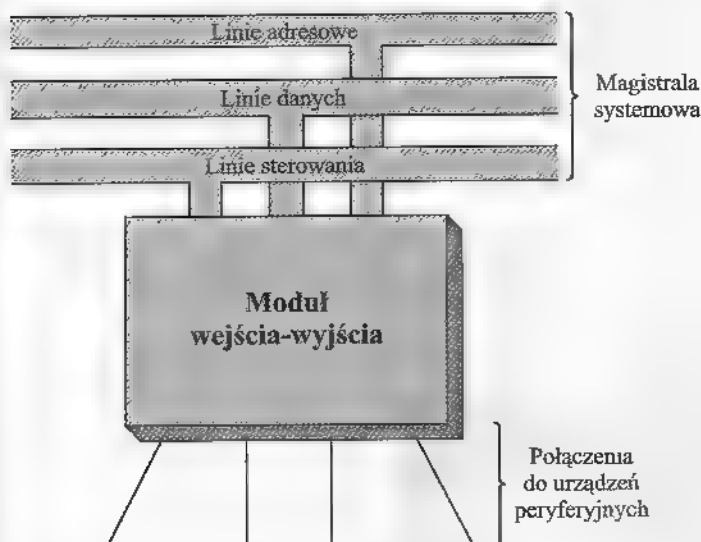 Linie adresowe
Linie danych
Linie sterowania
Magistrala
systemowa
Moduł
wejścia-wyjścia
Połączenia
do urządzeń
peryferyjnych